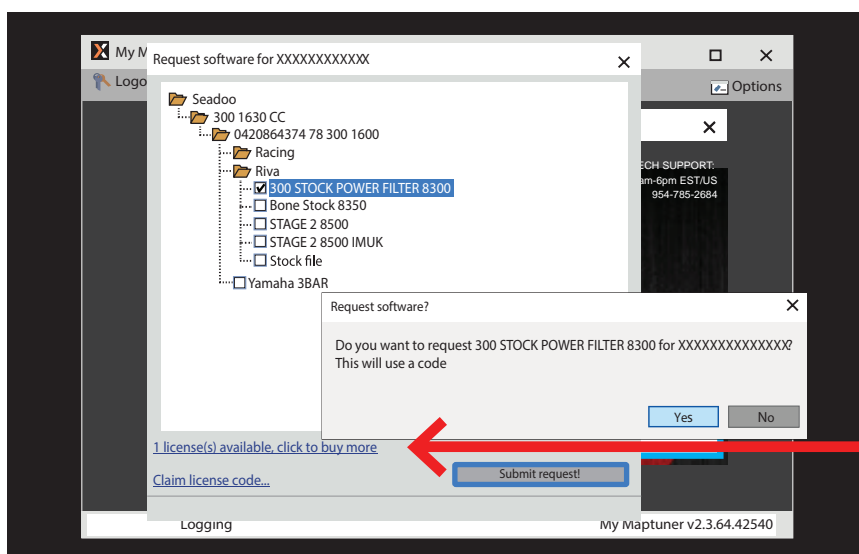 My M
Request software for XXXXXXXXXXXX
Logo
Options
Seadoo
300 1630 CC
0420864374 78 300 1600
Racing
Riva
300 STOCK POWER FILTER 8300
Bone Stock 8350
STAGE 2 8500
STAGE 2 8500 IMUK
Stock file
Yamaha 3BAR
ECH SUPPORT:
am-6pm EST/US
954-785-2684
Request software?
Do you want to request 300 STOCK POWER FILTER 8300 for XXXXXXXXXXXXXX?
This will use a code
Yes
No
1 license(s) available, click to buy more
Claim license code...
Submit request!
Logging
My Maptuner v2.3.64.42540